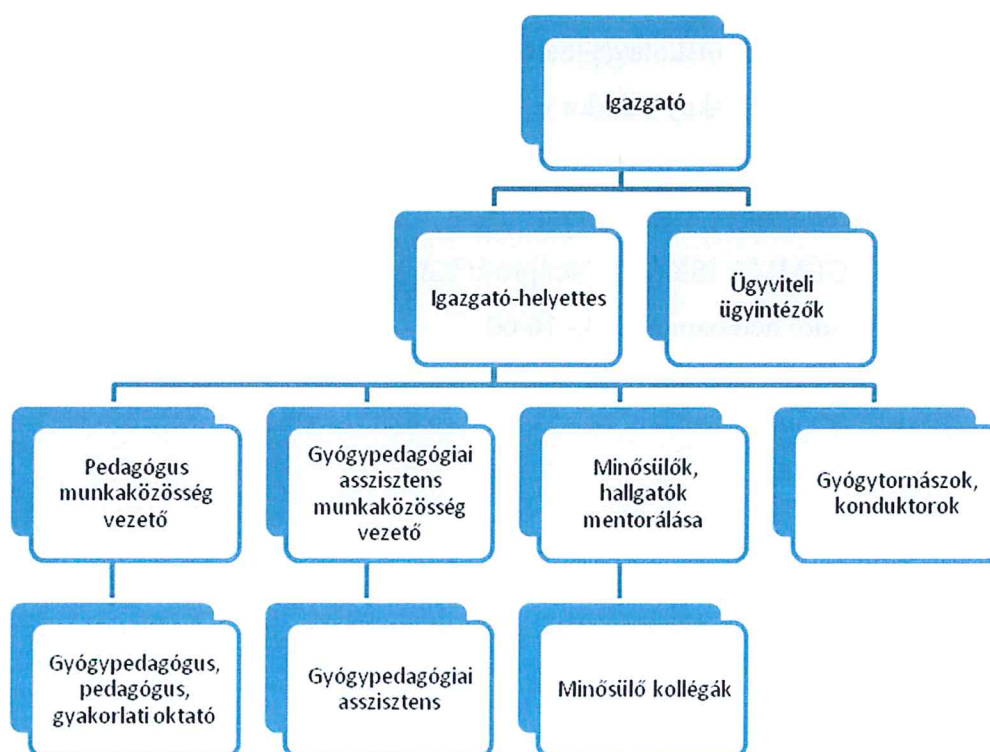 Igazgató
Igazgató-helyettes
Ügyviteli
ügyintézők
Pedagógus
munkaközösség
vezető
Gyógypedagógiai
asszisztens
munkaközösség
vezető
Minősülők,
hallgatók
mentorálása
Gyógytornászok,
konduktorok
Gyógypedagógus,
pedagógus,
gyakorlati oktató
Gyógypedagógiai
asszisztens
Minősülő kollégák